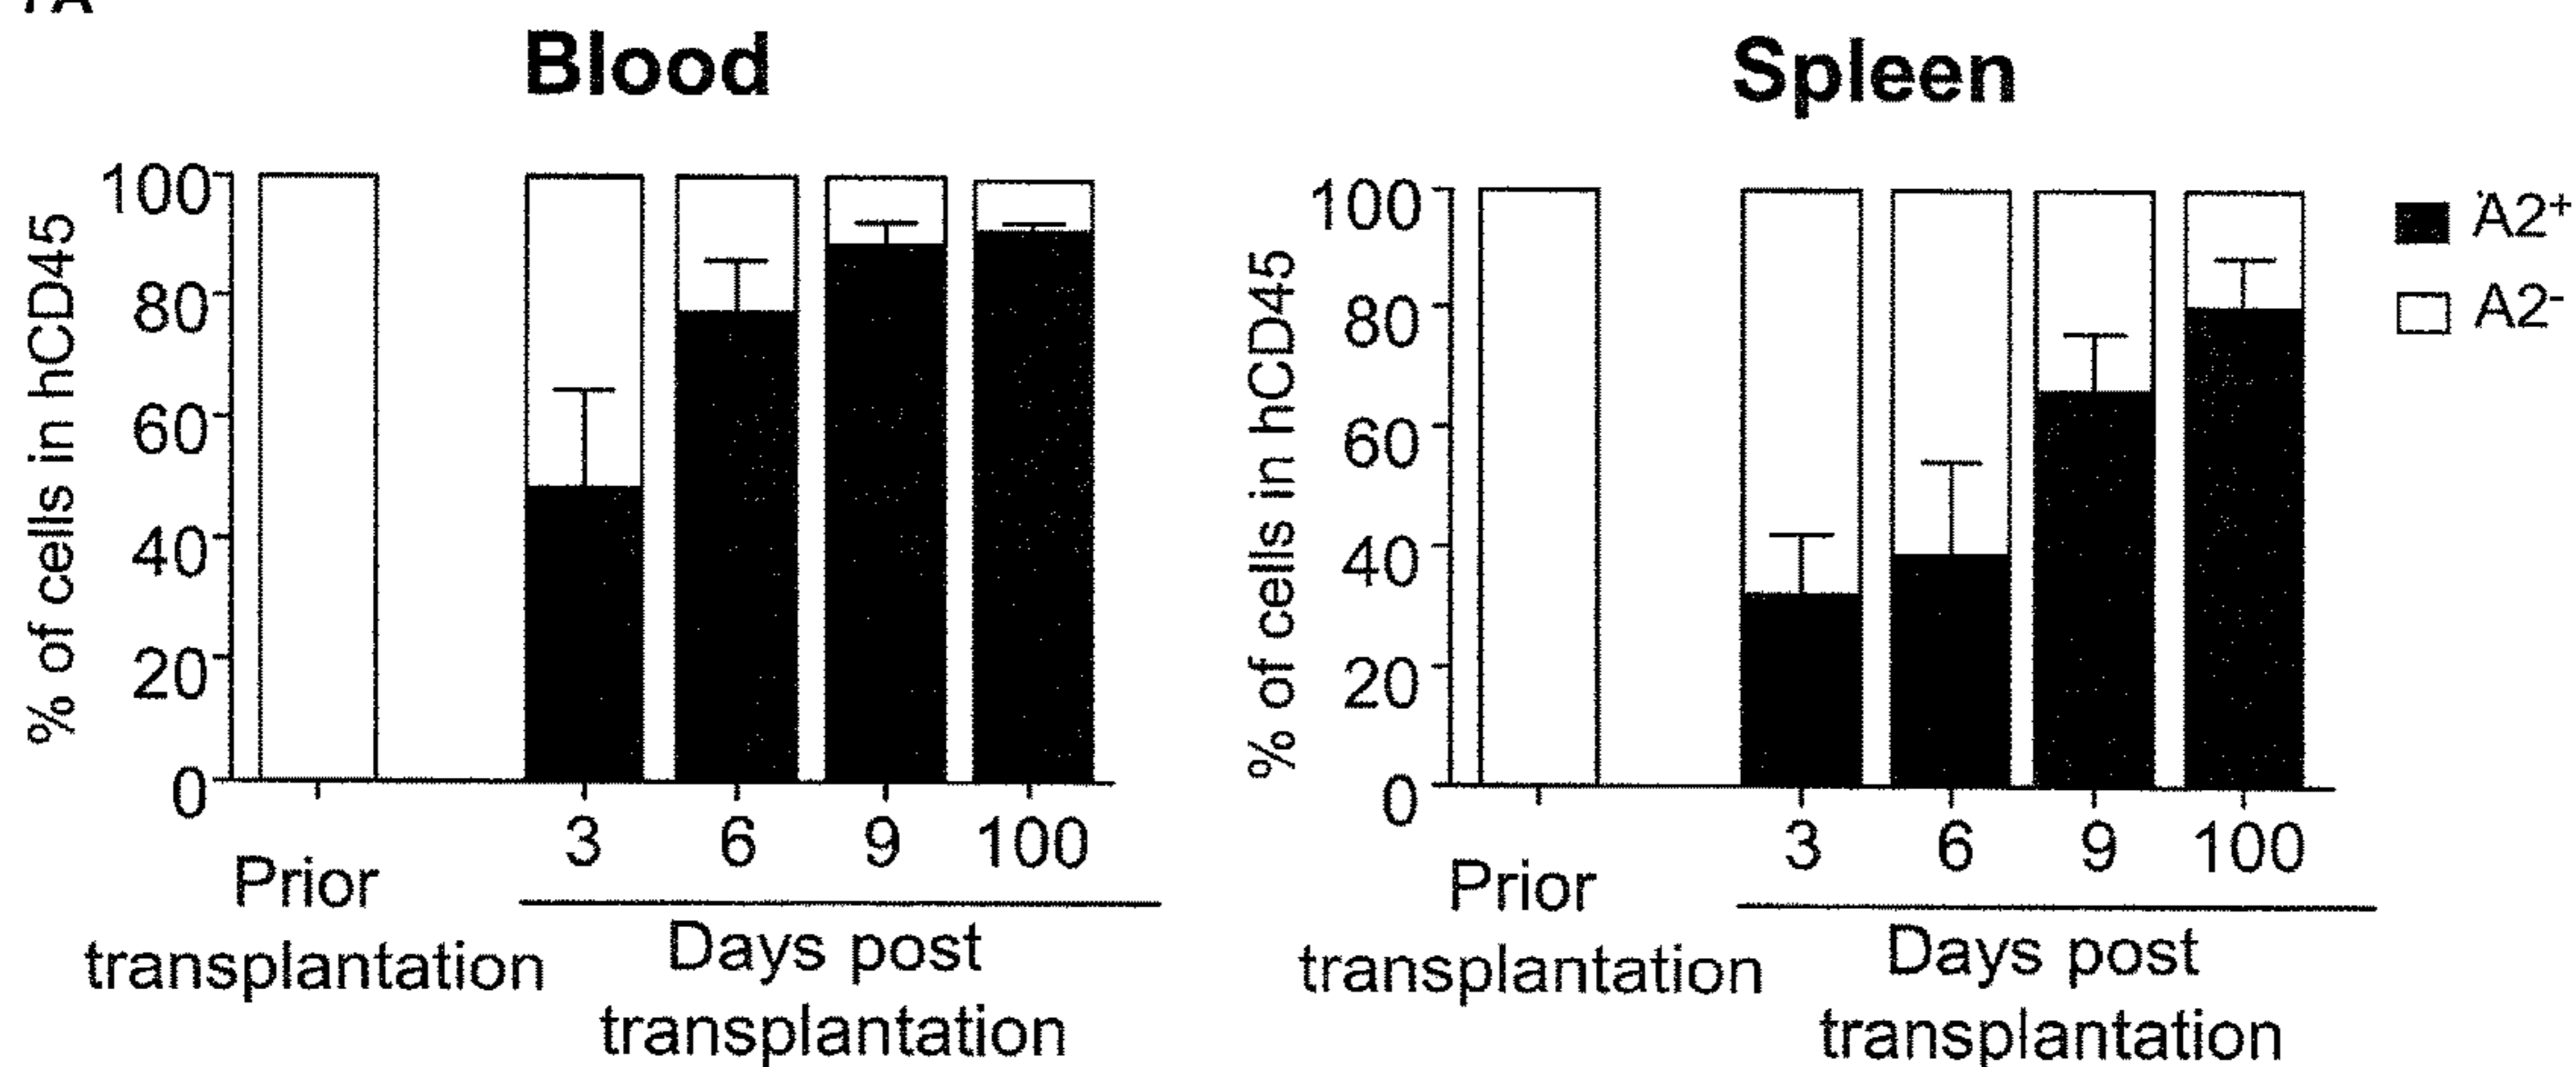 Blood
% of cells in hCD45
100
80
60
40
20
0
Prior
transplantation
3 6 9 100
Days post
transplantation
Spleen
% of cells in hCD45
100
80
60
40
20
0
Prior
transplantation
3 6 9 100
Days post
transplantation
A2⁺
A2⁻